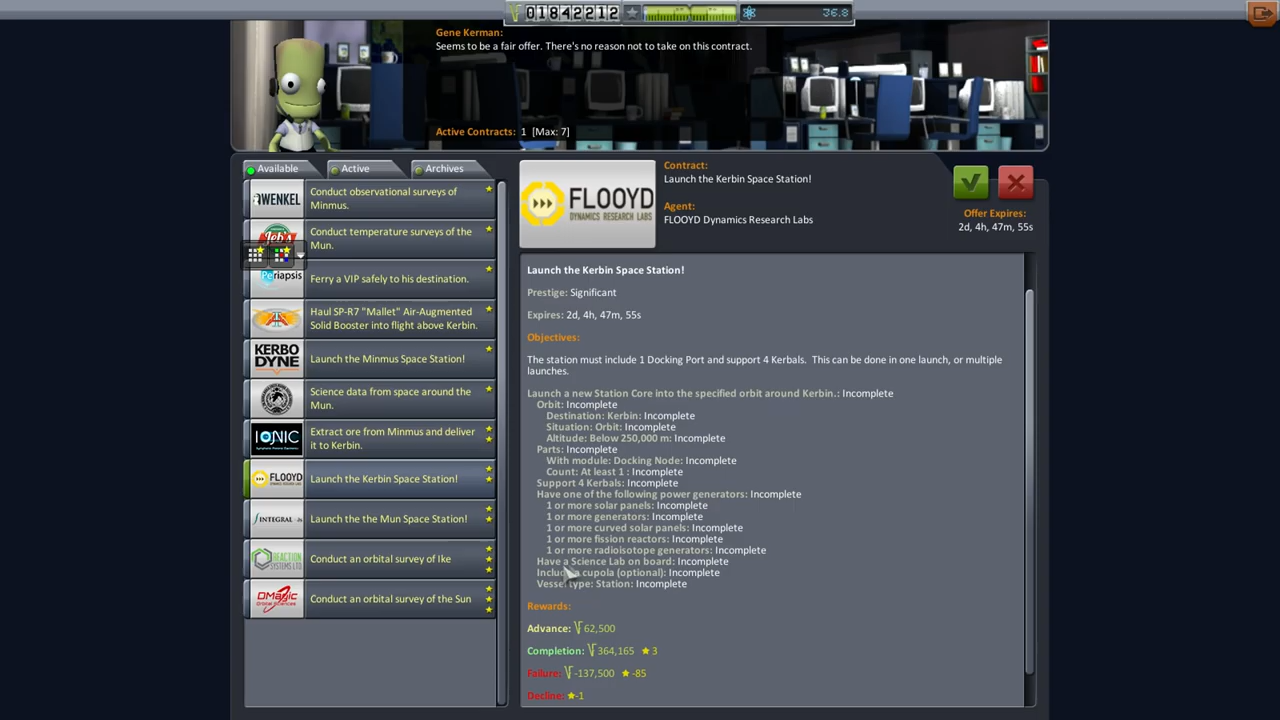 01842212
36.8
Gene Kerman:
Seems to be a fair offer. There's no reason not to take on this contract.
Active Contracts: 1 [Max: 7]
Available
Active
Archives
WENKEL
Conduct observational surveys of
Minmus.
Jeb's
Conduct temperature surveys of the
Mun.
Periapsis
Ferry a VIP safely to his destination.
Haul SP-R7 "Mallet" Air-Augmented
Solid Booster into flight above Kerbin.
KERBO
DYNE
Launch the Minmus Space Station!
Science data from space around the
Mun.
IONIC
Extract ore from Minmus and deliver
it to Kerbin.
FLOOYD
Launch the Kerbin Space Station!
INTEGRAL
Launch the the Mun Space Station!
REACTION
SYSTEMS LTD
Conduct an orbital survey of Ike
DMagic
Conduct an orbital survey of the Sun
FLOOYD
DYNAMICS RESEARCH LABS
Contract:
Launch the Kerbin Space Station!
Agent:
FLOOYD Dynamics Research Labs
Offer Expires:
2d, 4h, 47m, 55s
Launch the Kerbin Space Station!
Prestige: Significant
Expires: 2d, 4h, 47m, 55s
Objectives:
The station must include 1 Docking Port and support 4 Kerbals. This can be done in one launch, or multiple
launches.
Launch a new Station Core into the specified orbit around Kerbin.: Incomplete
Orbit: Incomplete
Destination: Kerbin: Incomplete
Situation: Orbit: Incomplete
Altitude: Below 250,000 m: Incomplete
Parts: Incomplete
With module: Docking Node: Incomplete
Count: At least 1 : Incomplete
Support 4 Kerbals: Incomplete
Have one of the following power generators: Incomplete
1 or more solar panels: Incomplete
1 or more generators: Incomplete
1 or more curved solar panels: Incomplete
1 or more fission reactors: Incomplete
1 or more radioisotope generators: Incomplete
Have a Science Lab on board: Incomplete
cupola (optional): Incomplete
Vessel type: Station: Incomplete
Rewards:
Advance: 62,500
Completion: 364,165 3
Failure: -137,500 -85
Decline: -1